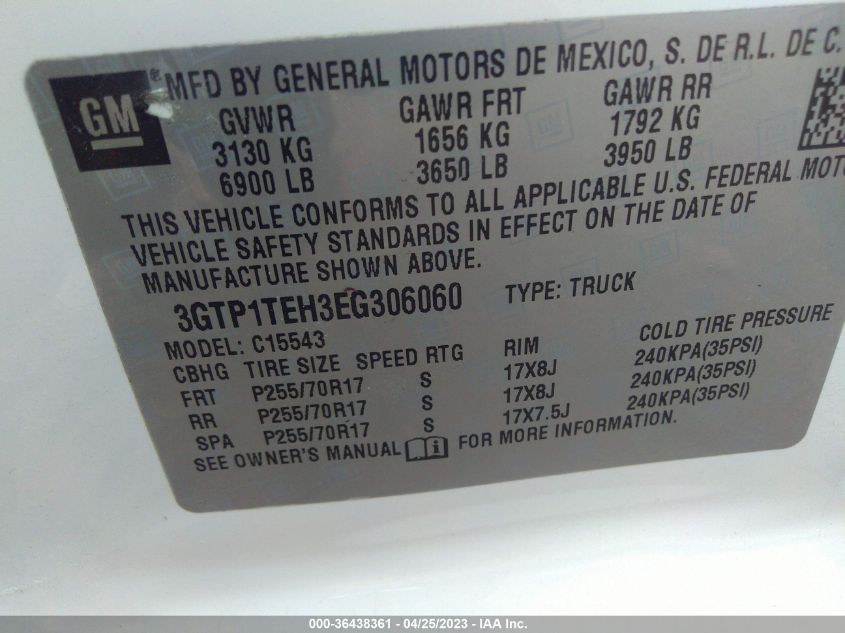 GM
® MFD BY GENERAL MOTORS DE MEXICO, S. DE R.L. DE C.
GVWR GAWR FRT GAWR RR
3130 KG 1656 KG 1792 KG
6900 LB 3650 LB 3950 LB
THIS VEHICLE CONFORMS TO ALL APPLICABLE U.S. FEDERAL MOT
VEHICLE SAFETY STANDARDS IN EFFECT ON THE DATE OF
MANUFACTURE SHOWN ABOVE.
3GTP1TEH3EG306060 TYPE: TRUCK
MODEL: C15543
CBHG TIRE SIZE SPEED RTG RIM COLD TIRE PRESSURE
FRT P255/70R17 S 17X8J 240KPA(35PSI)
RR P255/70R17 S 17X8J 240KPA(35PSI)
SPA P255/70R17 S 17X7.5J 240KPA(35PSI)
SEE OWNER'S MANUAL FOR MORE INFORMATION.
000-36438361 - 04/25/2023 - IAA Inc.